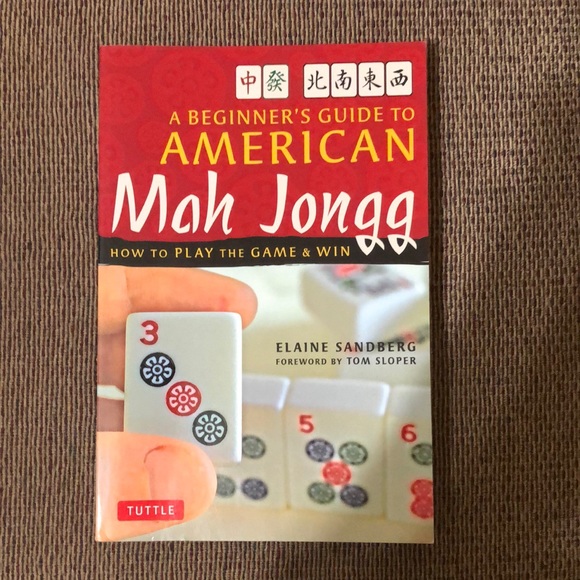 中發 北南東西
A BEGINNER'S GUIDE TO
AMERICAN
Mah Jongg
HOW TO PLAY THE GAME & WIN
3
ELAINE SANDBERG
FOREWORD BY TOM SLOPER
5
6
TUTTLE